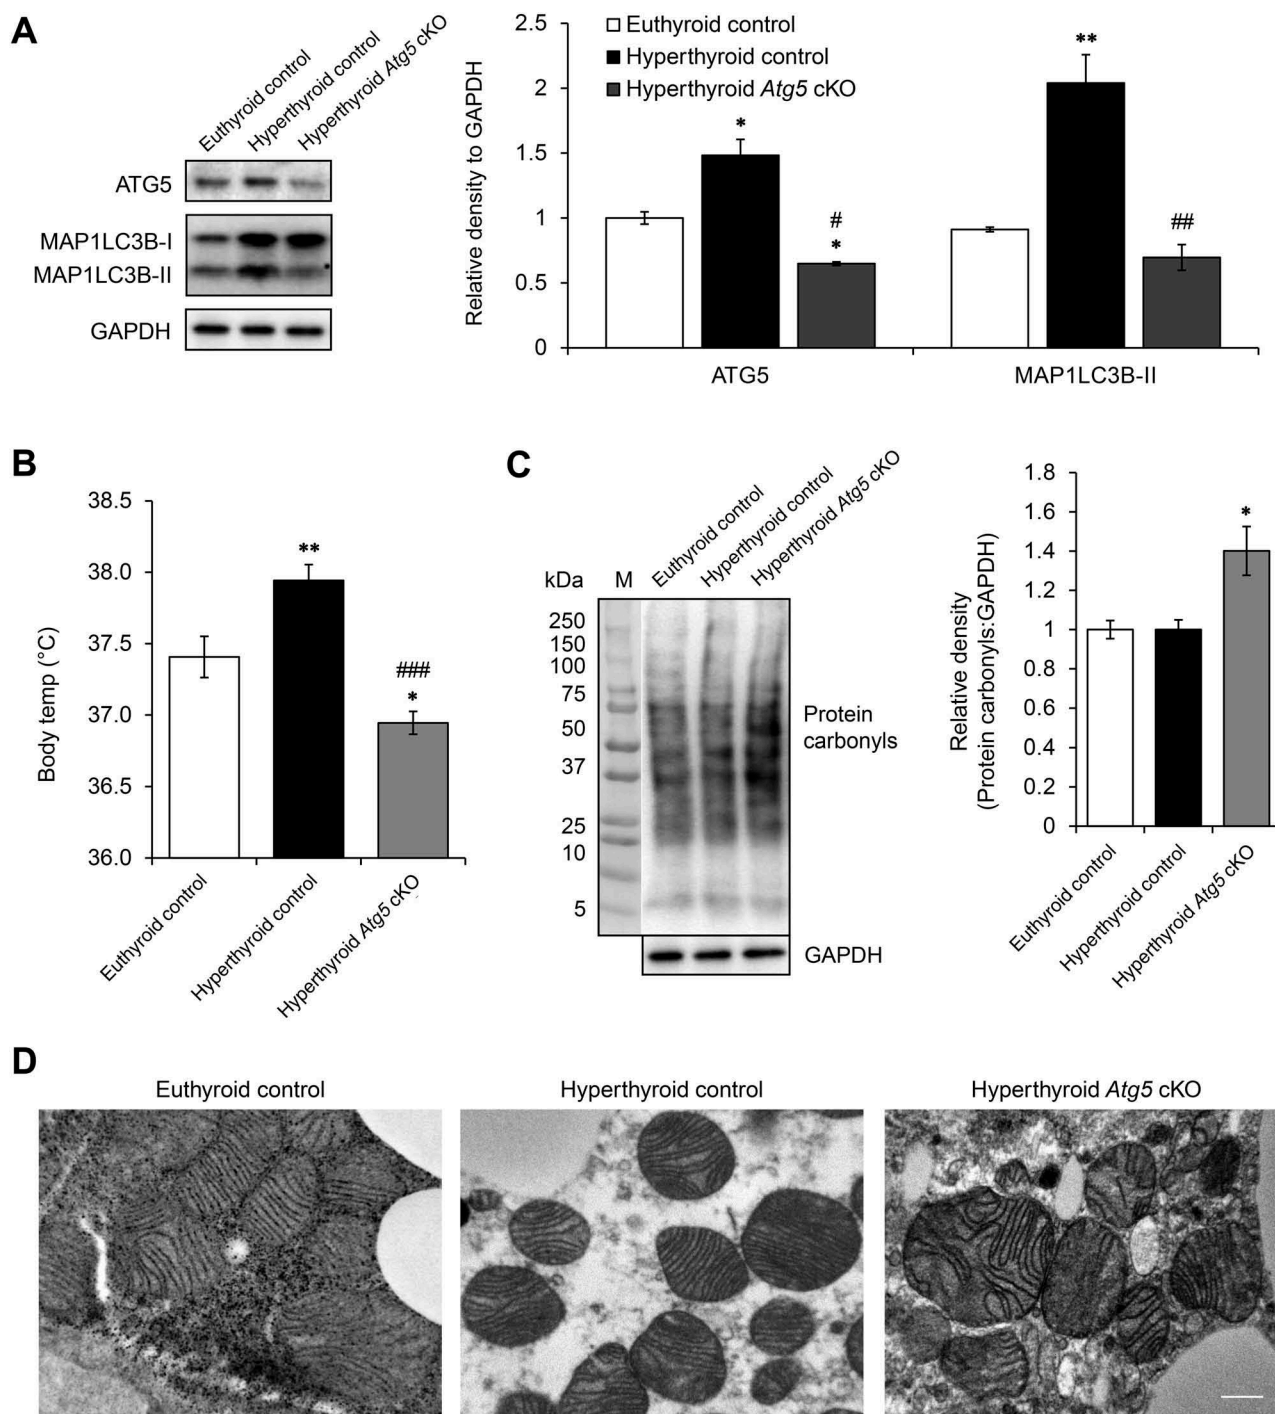 A
Euthyroid control
Hyperthyroid control
Hyperthyroid Atg5 cKO
ATG5
MAP1LC3B-I
MAP1LC3B-II
GAPDH
Relative density to GAPDH
2.5
2
1.5
1
0.5
0
Euthyroid control
Hyperthyroid control
Hyperthyroid Atg5 cKO
*
#
*
**
##
ATG5
MAP1LC3B-II
B
Body temp (°C)
38.5
38.0
37.5
37.0
36.5
36.0
**
###
*
Euthyroid control
Hyperthyroid control
Hyperthyroid Atg5 cKO
C
kDa
M
Euthyroid control
Hyperthyroid control
Hyperthyroid Atg5 cKO
250
150
100
75
50
37
25
10
5
Protein
carbonyls
GAPDH
Relative density
(Protein carbonyls:GAPDH)
1.8
1.6
1.4
1.2
1
0.8
0.6
0.4
0.2
0
*
Euthyroid control
Hyperthyroid control
Hyperthyroid Atg5 cKO
D
Euthyroid control
Hyperthyroid control
Hyperthyroid Atg5 cKO